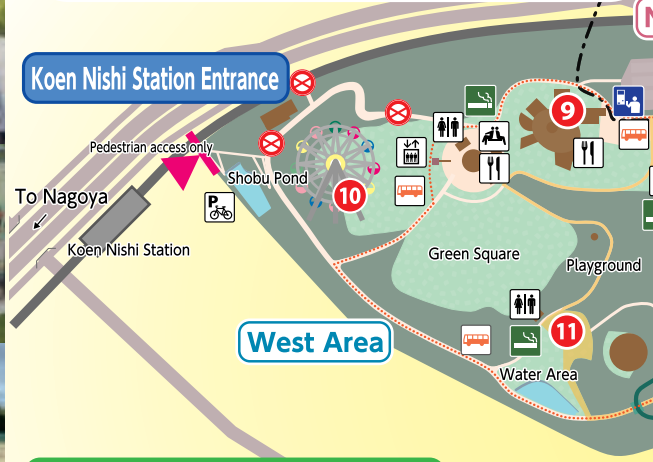 N
Koen Nishi Station Entrance
9
Pedestrian access only
Shobu Pond
10
P
To Nagoya
Koen Nishi Station
Green Square
Playground
West Area
11
Water Area